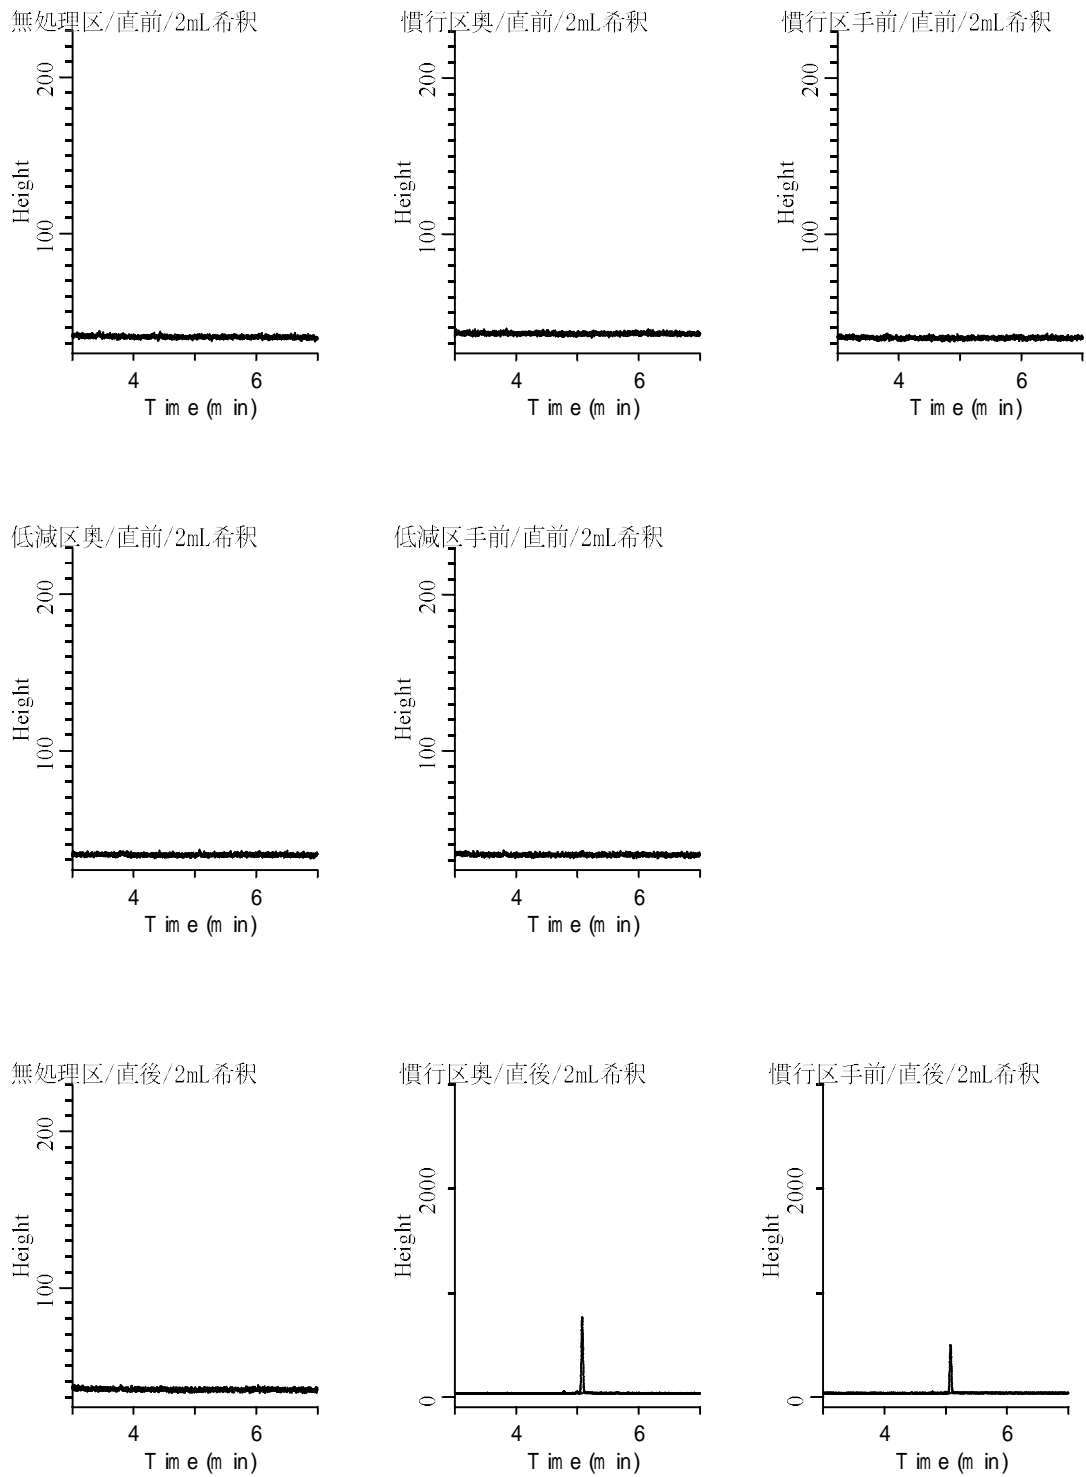 無処理区/直前/2mL希釈
200
Height
100
4 6
Time(min)
慣行区奥/直前/2mL希釈
200
Height
100
4 6
Time(min)
慣行区手前/直前/2mL希釈
200
Height
100
4 6
Time(min)
低減区奥/直前/2mL希釈
200
Height
100
4 6
Time(min)
低減区手前/直前/2mL希釈
200
Height
100
4 6
Time(min)
無処理区/直後/2mL希釈
200
Height
100
4 6
Time(min)
慣行区奥/直後/2mL希釈
2000
Height
0
4 6
Time(min)
慣行区手前/直後/2mL希釈
2000
Height
0
4 6
Time(min)